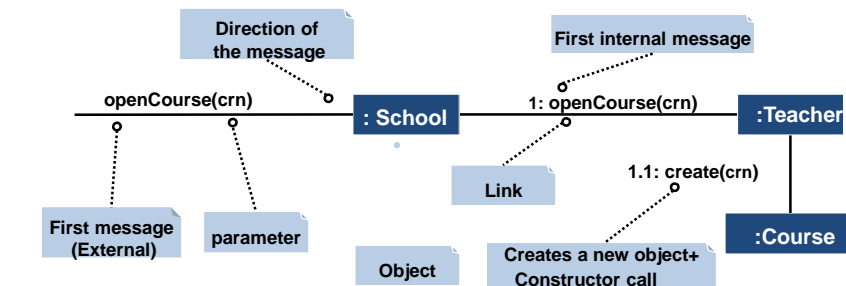 Direction of
the message
First internal message
openCourse(crn)
: School
1: openCourse(crn)
:Teacher
Link
1.1: create(crn)
First message
(External)
parameter
Object
Creates a new object+
Constructor call
:Course